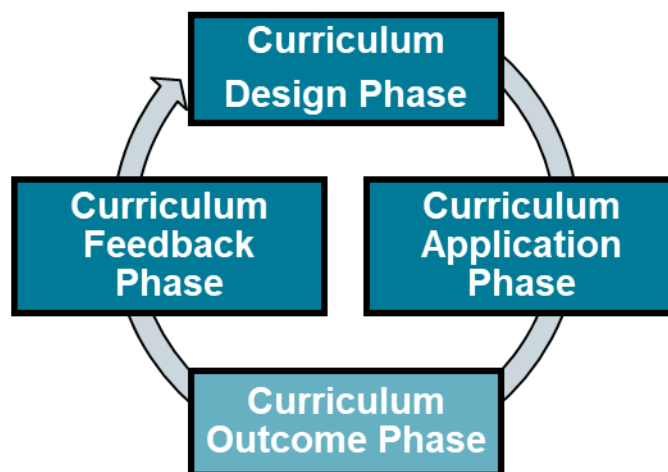 Curriculum
Design Phase
Curriculum
Feedback
Phase
Curriculum
Application
Phase
Curriculum
Outcome Phase